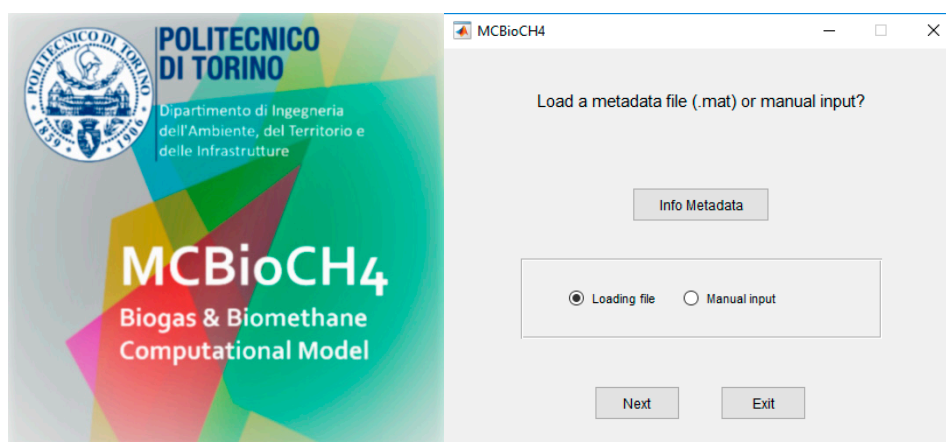 POLITECNICO DI TORINO
1859
1906
POLITECNICO
DI TORINO
Dipartimento di Ingegneria
dell'Ambiente, del Territorio e
delle Infrastrutture
MCBioCH4
Biogas & Biomethane
Computational Model
MCBioCH4
Load a metadata file (.mat) or manual input?
Info Metadata
Loading file Manual input
Next Exit